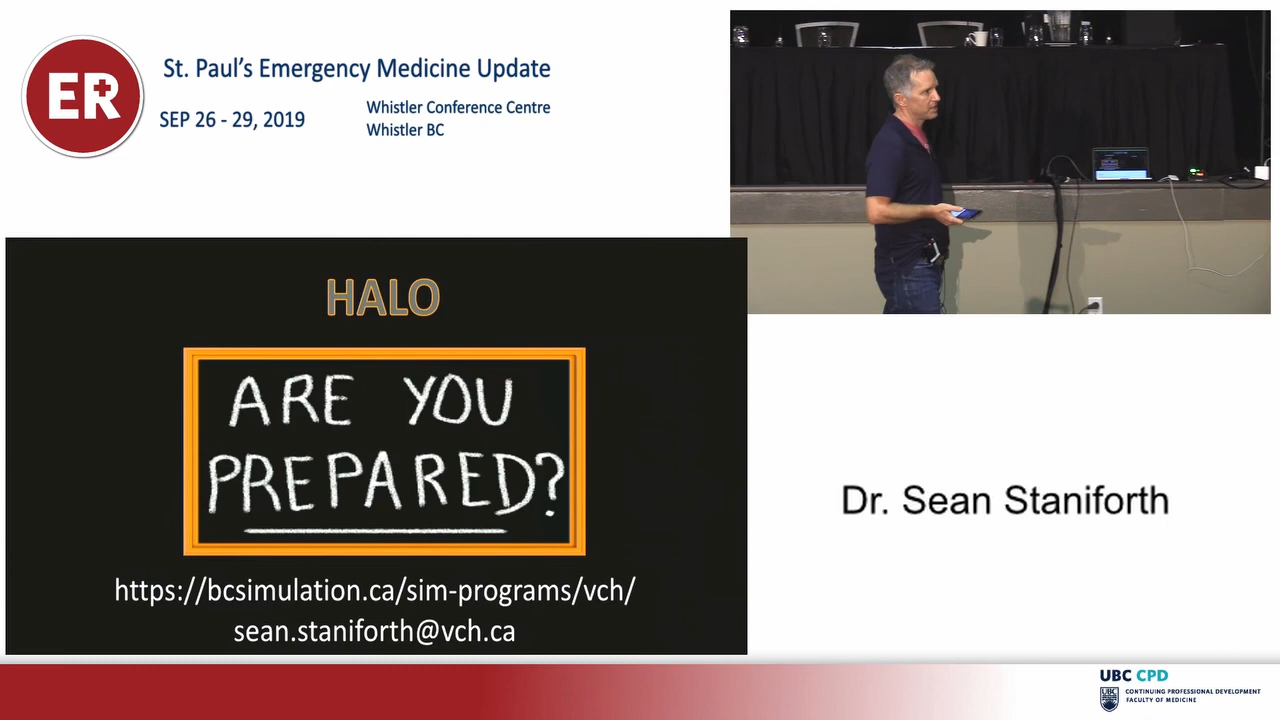 ER
St. Paul's Emergency Medicine Update
SEP 26 - 29, 2019
Whistler Conference Centre
Whistler BC
HALO
ARE YOU
PREPARED?
https://bcsimulation.ca/sim-programs/vch/
sean.staniforth@vch.ca
Dr. Sean Staniforth
UBC CPD
UBC
CONTINUING PROFESSIONAL DEVELOPMENT
FACULTY OF MEDICINE